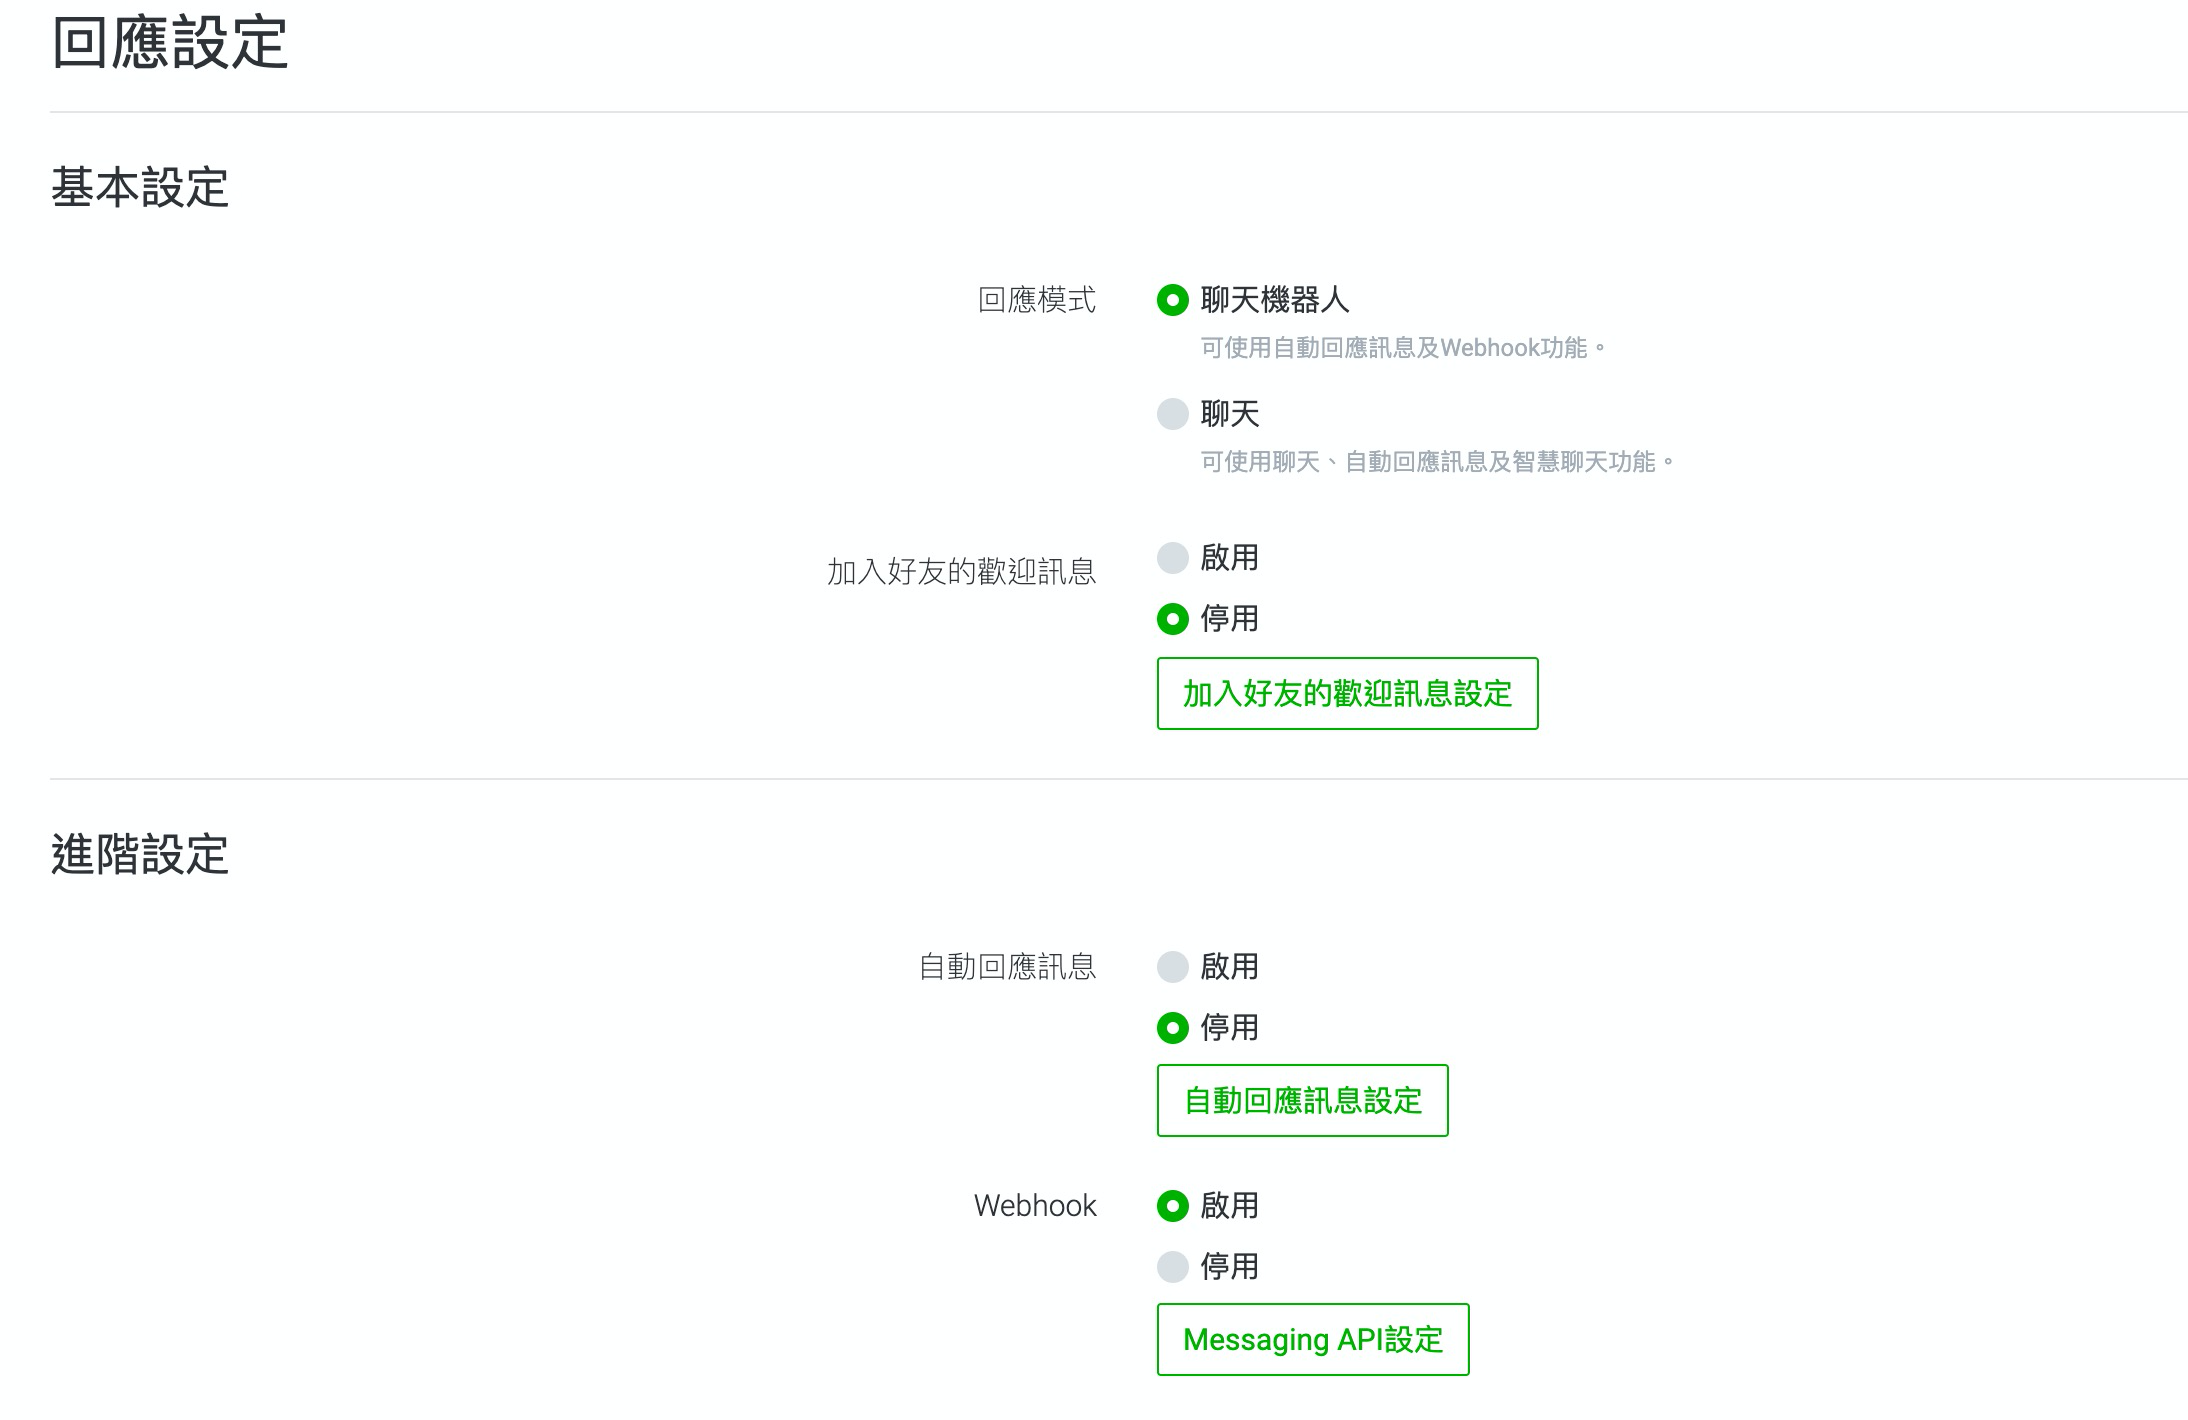 回應設定
基本設定
回應模式
聊天機器人
可使用自動回應訊息及Webhook功能。
聊天
可使用聊天、自動回應訊息及智慧聊天功能。
加入好友的歡迎訊息
啟用
停用
加入好友的歡迎訊息設定
進階設定
自動回應訊息
啟用
停用
自動回應訊息設定
Webhook
啟用
停用
Messaging API設定